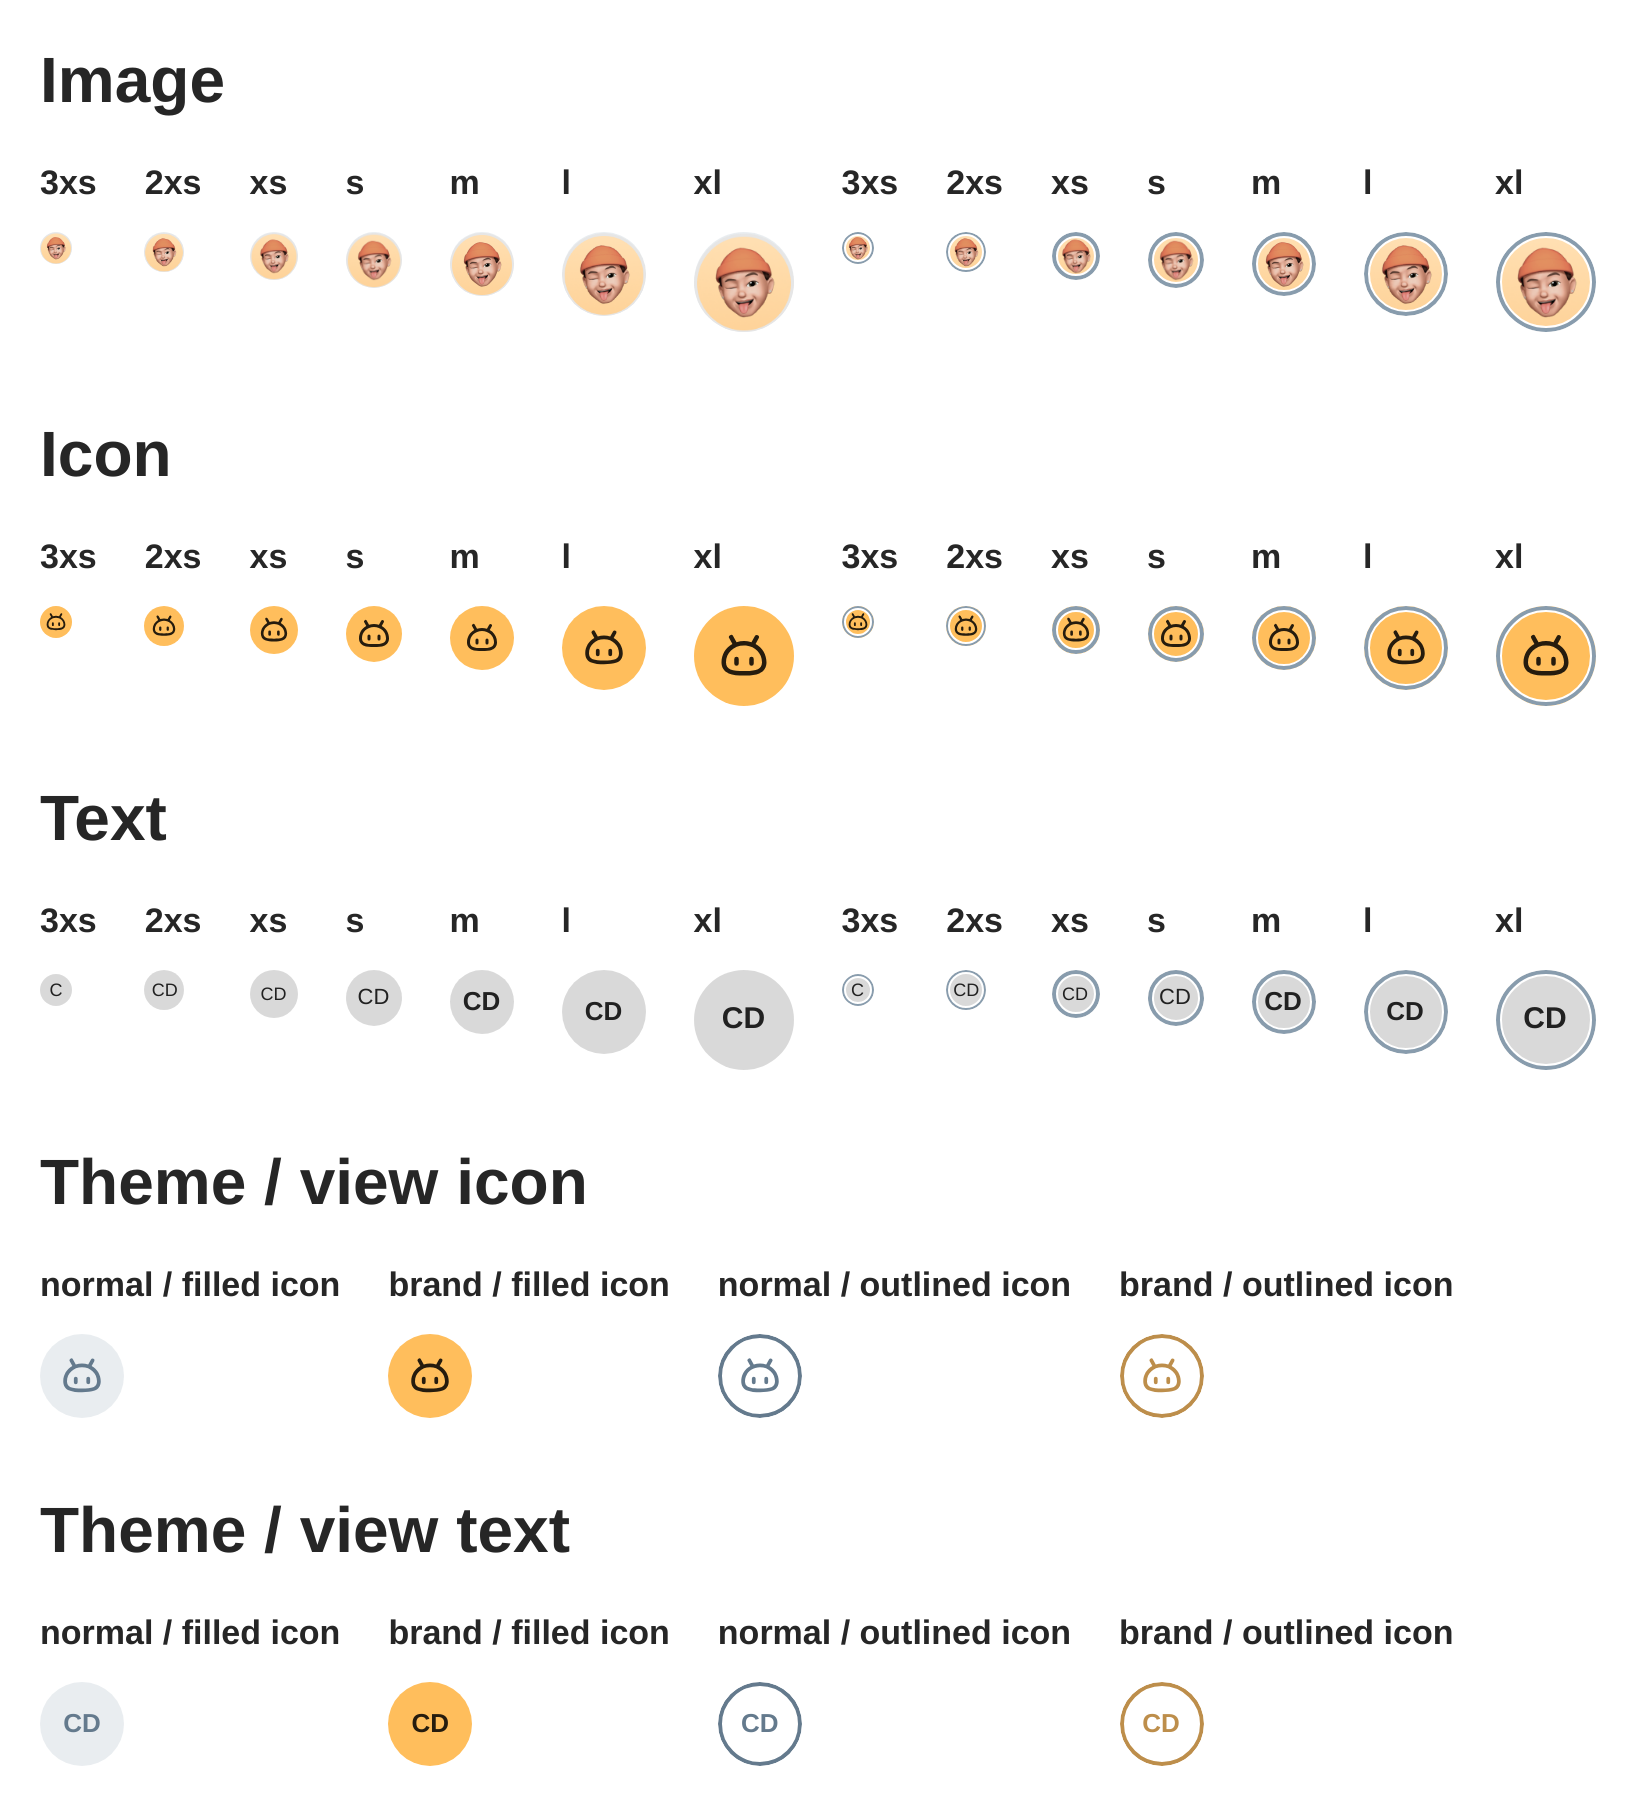 Image
3xs 2xs xs s m l xl 3xs 2xs xs s m l xl
Icon
3xs 2xs xs s m l xl 3xs 2xs xs s m l xl
Text
3xs 2xs xs s m l xl 3xs 2xs xs s m l xl
C CD CD CD CD CD CD C CD CD CD CD CD CD
Theme / view icon
normal / filled icon brand / filled icon normal / outlined icon brand / outlined icon
Theme / view text
normal / filled icon brand / filled icon normal / outlined icon brand / outlined icon
CD CD CD CD